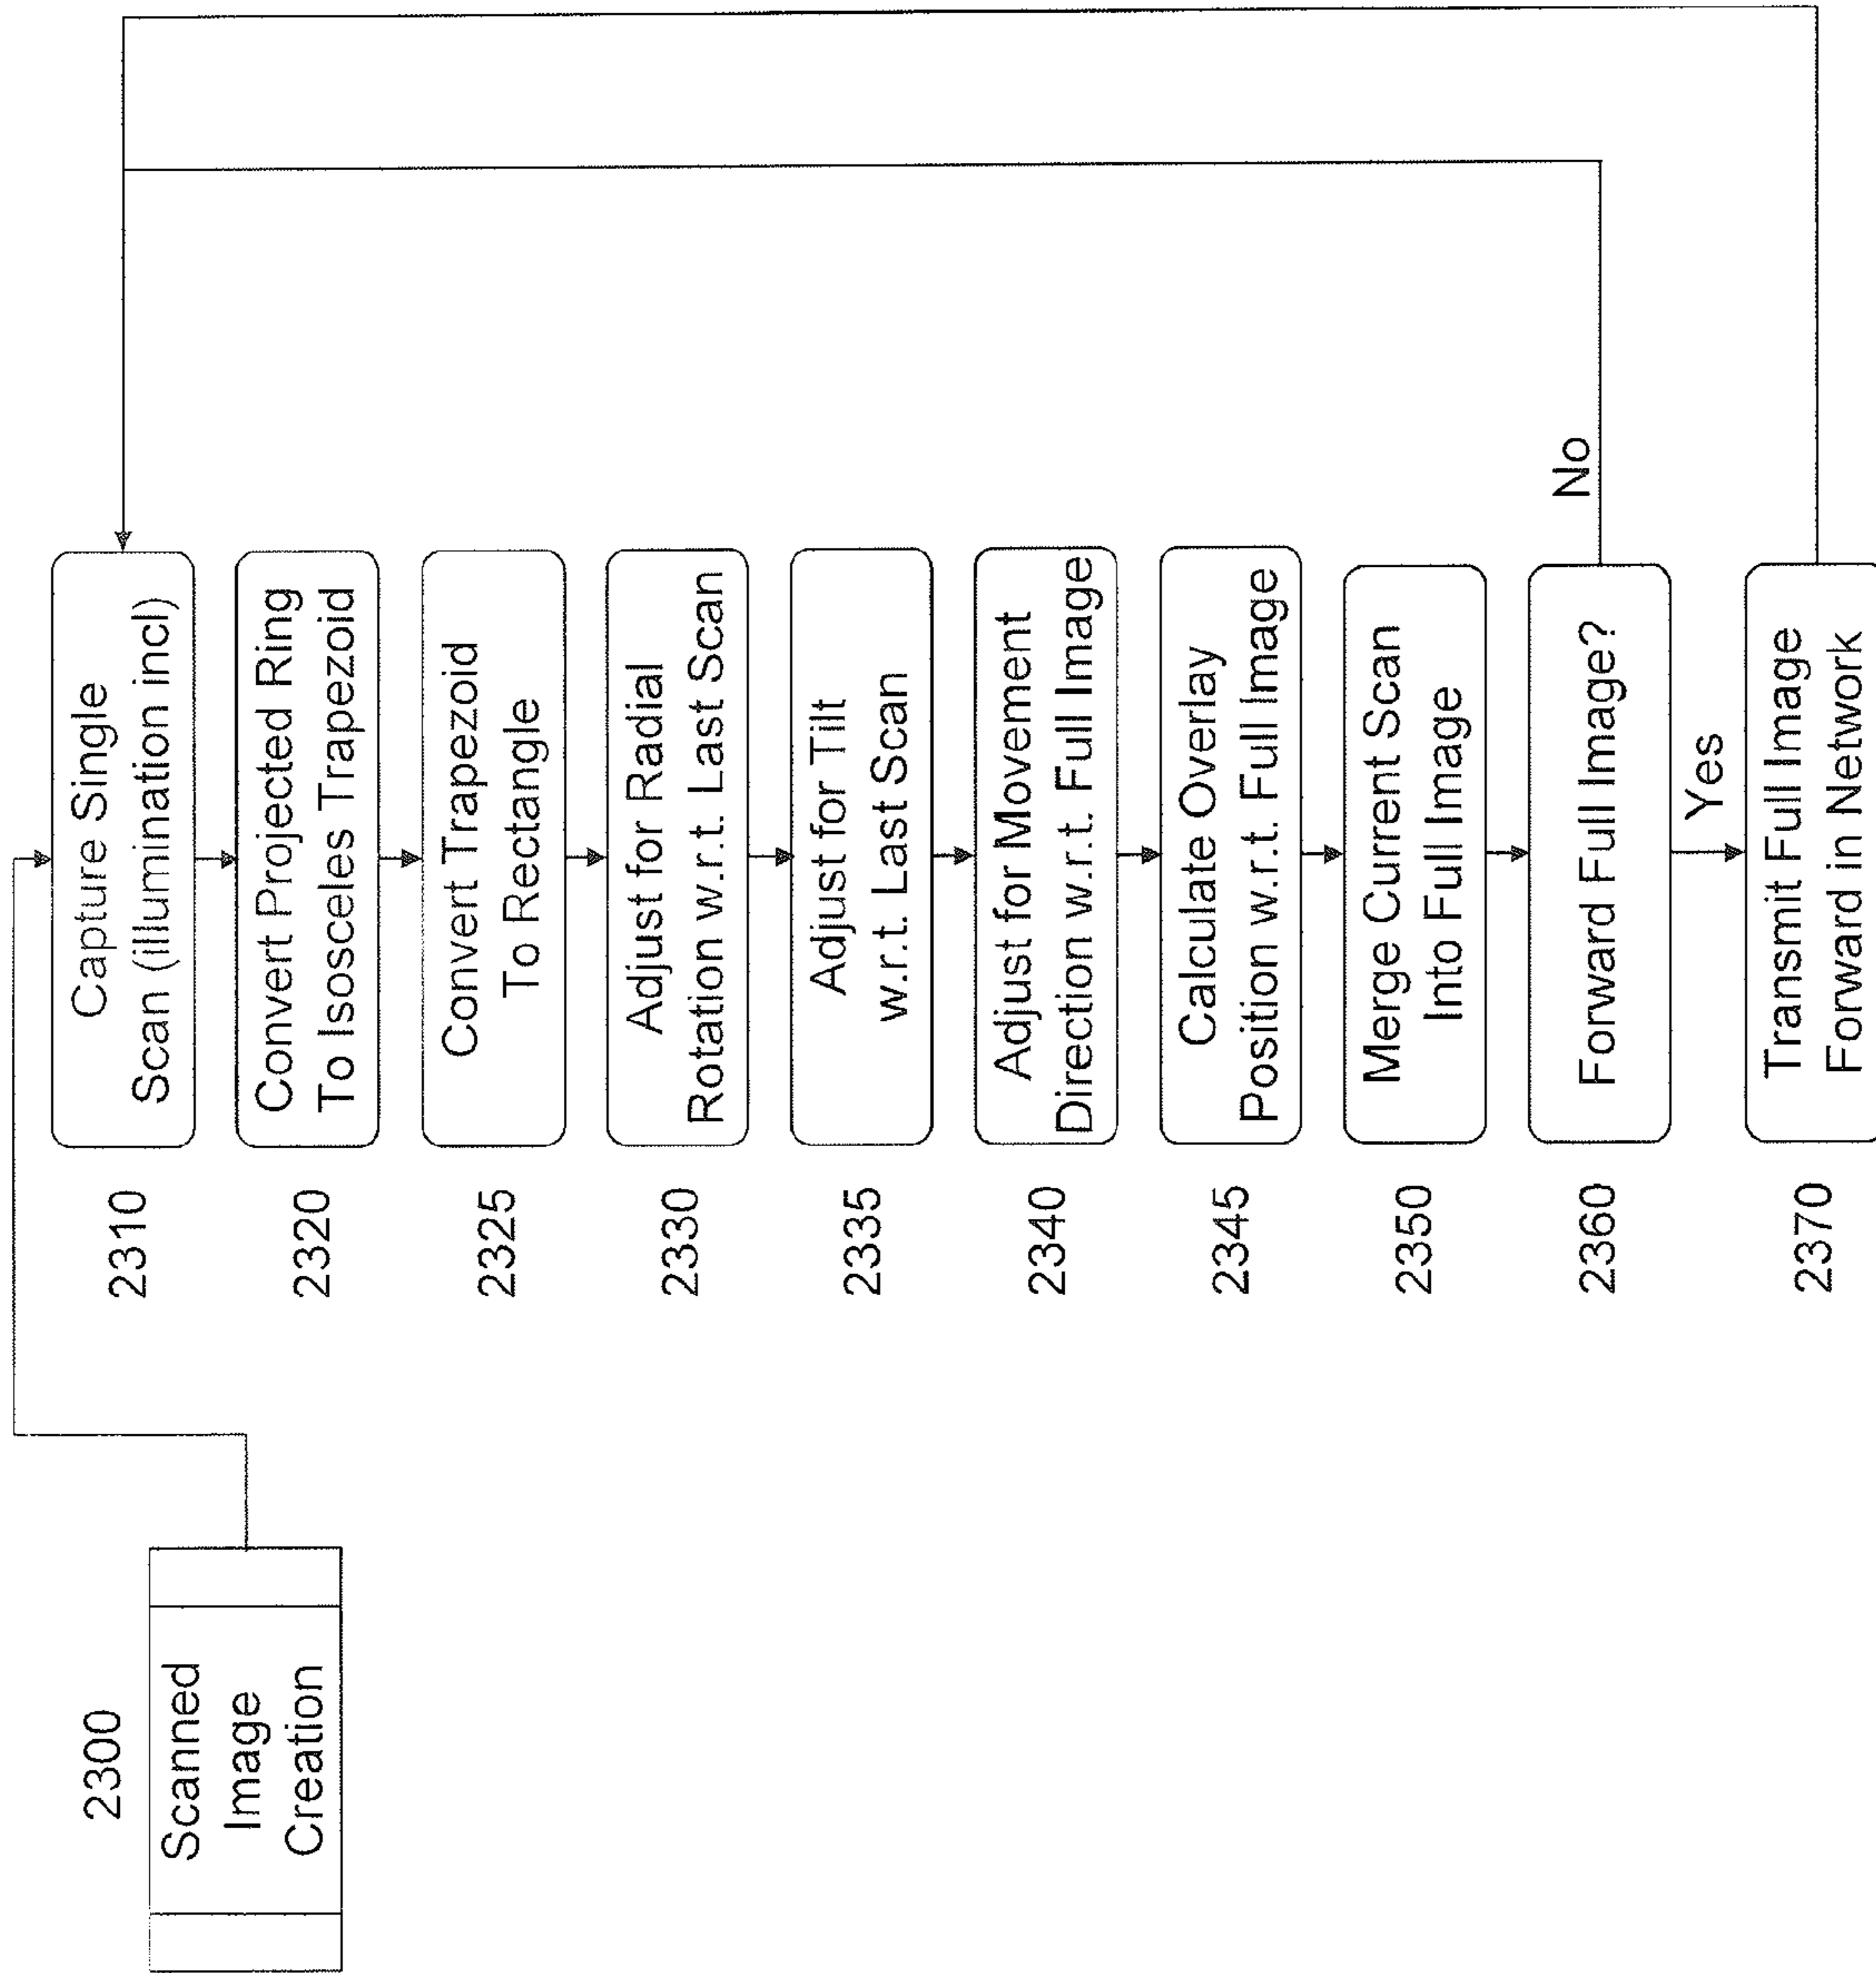 2300
Scanned
Image
Creation
2310
Capture Single
Scan (illumination incl)
2320
Convert Projected Ring
To Isosceles Trapezoid
2325
Convert Trapezoid
To Rectangle
2330
Adjust for Radial
Rotation w.r.t. Last Scan
2335
Adjust for Tilt
w.r.t. Last Scan
2340
Adjust for Movement
Direction w.r.t. Full Image
2345
Calculate Overlay
Position w.r.t. Full Image
2350
Merge Current Scan
Into Full Image
2360
Forward Full Image?
No
Yes
2370
Transmit Full Image
Forward in Network